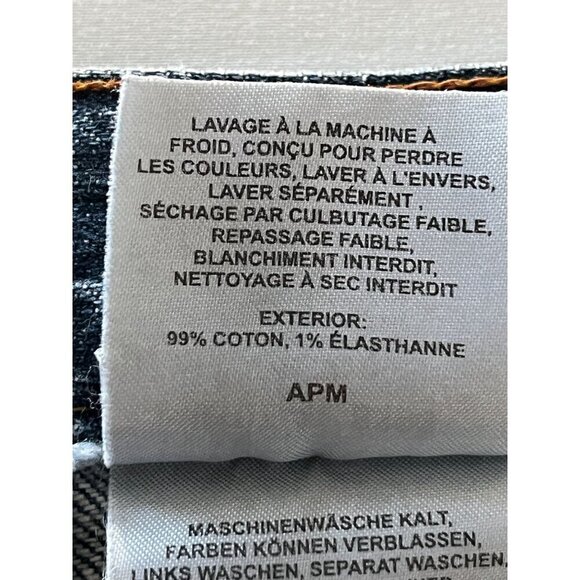 LAVAGE À LA MACHINE À
FROID, CONÇU POUR PERDRE
LES COULEURS, LAVER À L'ENVERS,
LAVER SÉPARÉMENT ,
SÉCHAGE PAR CULBUTAGE FAIBLE,
REPASSAGE FAIBLE,
BLANCHIMENT INTERDIT,
NETTOYAGE À SEC INTERDIT
EXTERIOR:
99% COTON, 1% ÉLASTHANNE
APM
MASCHINENWÄSCHE KALT,
FARBEN KÖNNEN VERBLASSEN,
LINKS WASCHEN, SEPARAT WASCHEN,